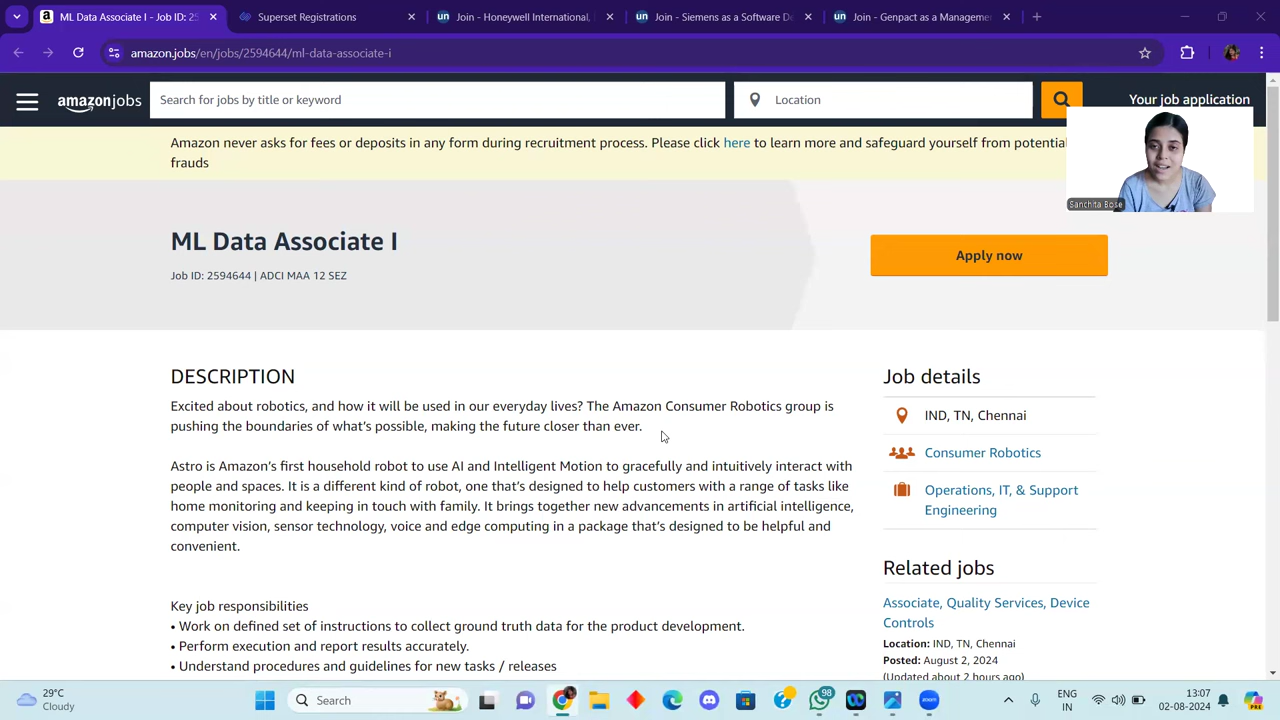 ML Data Associate I - Job ID: 25
Superset Registrations
Join - Honeywell International,
Join - Siemens as a Software De
Join - Genpact as a Manageme
amazon.jobs/en/jobs/2594644/ml-data-associate-i
amazonjobs
Search for jobs by title or keyword
Location
Your job application
Amazon never asks for fees or deposits in any form during recruitment process. Please click here to learn more and safeguard yourself from potential
frauds
Sanchita Bose
ML Data Associate I
Job ID: 2594644 | ADCI MAA 12 SEZ
Apply now
DESCRIPTION
Excited about robotics, and how it will be used in our everyday lives? The Amazon Consumer Robotics group is
pushing the boundaries of what's possible, making the future closer than ever.
Astro is Amazon's first household robot to use AI and Intelligent Motion to gracefully and intuitively interact with
people and spaces. It is a different kind of robot, one that's designed to help customers with a range of tasks like
home monitoring and keeping in touch with family. It brings together new advancements in artificial intelligence,
computer vision, sensor technology, voice and edge computing in a package that's designed to be helpful and
convenient.
Key job responsibilities
• Work on defined set of instructions to collect ground truth data for the product development.
• Perform execution and report results accurately.
• Understand procedures and guidelines for new tasks / releases
Job details
IND, TN, Chennai
Consumer Robotics
Operations, IT, & Support
Engineering
Related jobs
Associate, Quality Services, Device
Controls
Location: IND, TN, Chennai
Posted: August 2, 2024
(Updated about 2 hours ago)
29°C
Cloudy
Search
98
zoom
ENG
IN
13:07
02-08-2024